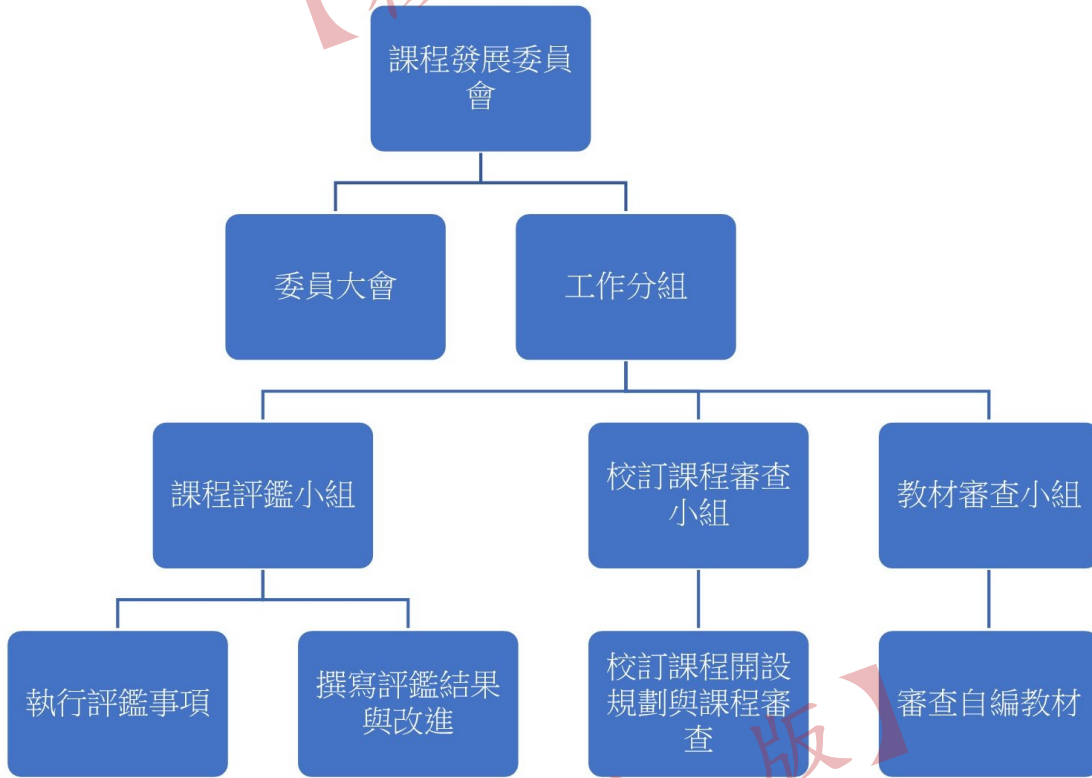 課程發展委員
會
委員大會
工作分組
課程評鑑小組
校訂課程審查
小組
教材審查小組
執行評鑑事項
撰寫評鑑結果
與改進
校訂課程開設
規劃與課程審
查
審查自編教材
版】